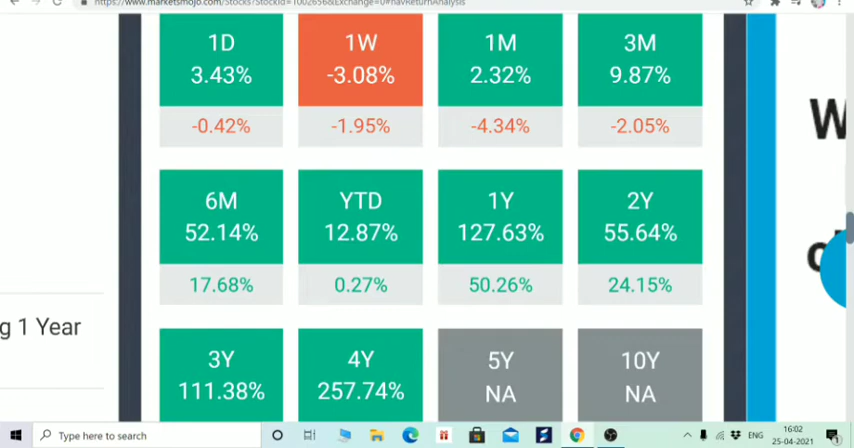 https://www.marketsmojo.com/Stocks?StockId=1002656&Exchange=0#navReturnAnalysis
1D 1W 1M 3M
3.43% -3.08% 2.32% 9.87%
-0.42% -1.95% -4.34% -2.05%
6M YTD 1Y 2Y
52.14% 12.87% 127.63% 55.64%
17.68% 0.27% 50.26% 24.15%
g 1 Year
3Y 4Y 5Y 10Y
111.38% 257.74% NA NA
W
Type here to search
ENG
16:02
25-04-2021